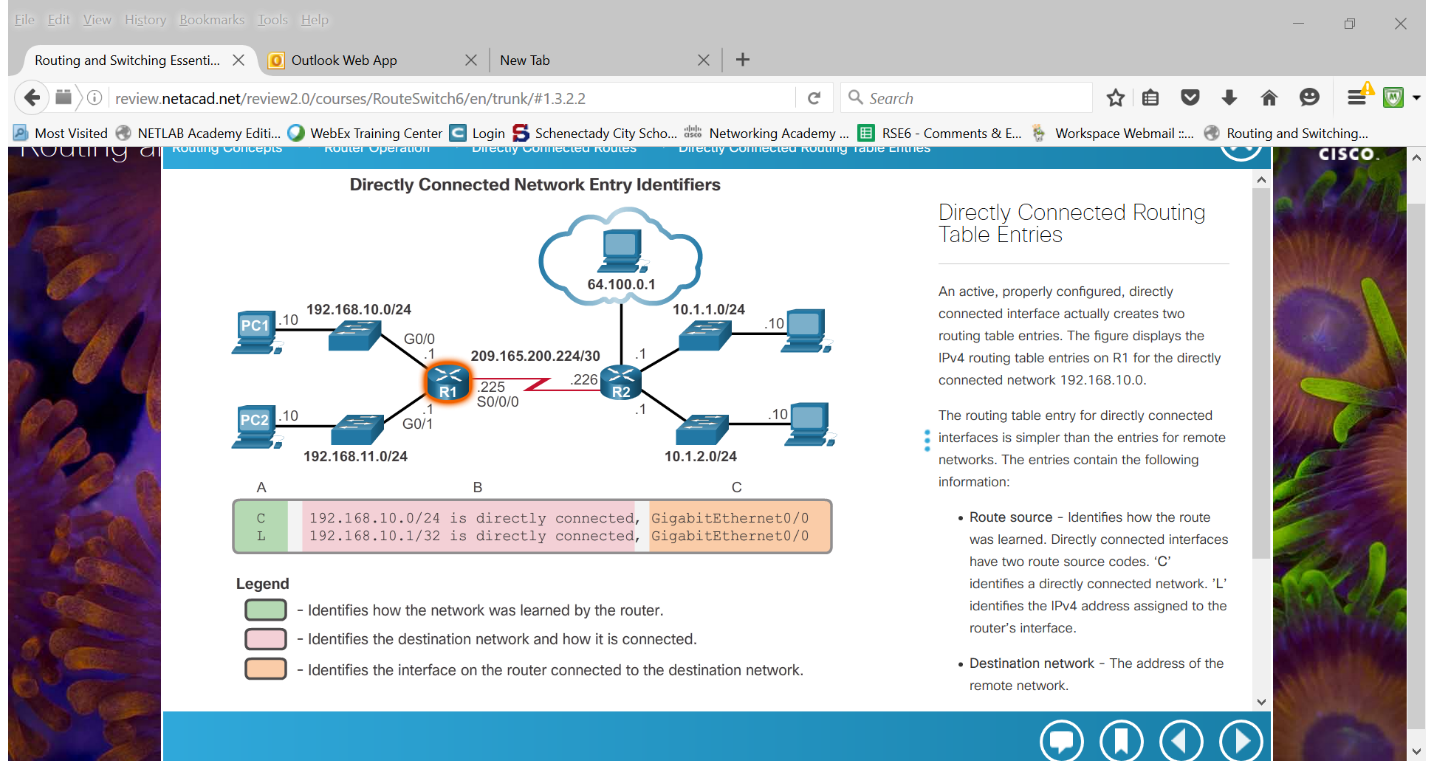 File Edit View History Bookmarks Tools Help
Routing and Switching Essenti...
Outlook Web App
New Tab
review.netacad.net/review2.0/courses/RouteSwitch6/en/trunk/#1.3.2.2
Search
Most Visited NETLAB Academy Editi... WebEx Training Center Login Schenectady City Scho... Networking Academy ... RSE6 - Comments & E... Workspace Webmail ::... Routing and Switching...
Routing Concepts Router Operation Directly Connected Routes Directly Connected Routing Table Entries
CISCO.
Directly Connected Network Entry Identifiers
64.100.0.1
192.168.10.0/24
10.1.1.0/24
PC1
.10
.10
G0/0
.1
209.165.200.224/30
.1
R1
.225
.226
R2
S0/0/0
PC2
.10
.1
G0/1
.1
.10
192.168.11.0/24
10.1.2.0/24
A B C
C 192.168.10.0/24 is directly connected, GigabitEthernet0/0
L 192.168.10.1/32 is directly connected, GigabitEthernet0/0
Legend
- Identifies how the network was learned by the router.
- Identifies the destination network and how it is connected.
- Identifies the interface on the router connected to the destination network.
Directly Connected Routing
Table Entries
An active, properly configured, directly
connected interface actually creates two
routing table entries. The figure displays the
IPv4 routing table entries on R1 for the directly
connected network 192.168.10.0.
The routing table entry for directly connected
interfaces is simpler than the entries for remote
networks. The entries contain the following
information:
• Route source - Identifies how the route
was learned. Directly connected interfaces
have two route source codes. ‘C’
identifies a directly connected network. ’L’
identifies the IPv4 address assigned to the
router’s interface.
• Destination network - The address of the
remote network.